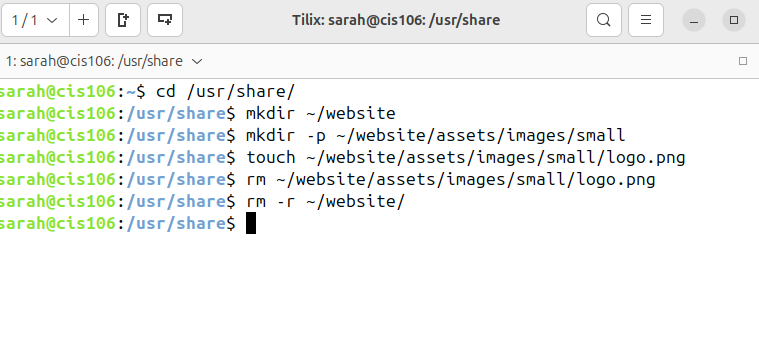 1 / 1
Tilix: sarah@cis106: /usr/share
1: sarah@cis106: /usr/share
sarah@cis106:~$ cd /usr/share/
sarah@cis106:/usr/share$ mkdir ~/website
sarah@cis106:/usr/share$ mkdir -p ~/website/assets/images/small
sarah@cis106:/usr/share$ touch ~/website/assets/images/small/logo.png
sarah@cis106:/usr/share$ rm ~/website/assets/images/small/logo.png
sarah@cis106:/usr/share$ rm -r ~/website/
sarah@cis106:/usr/share$